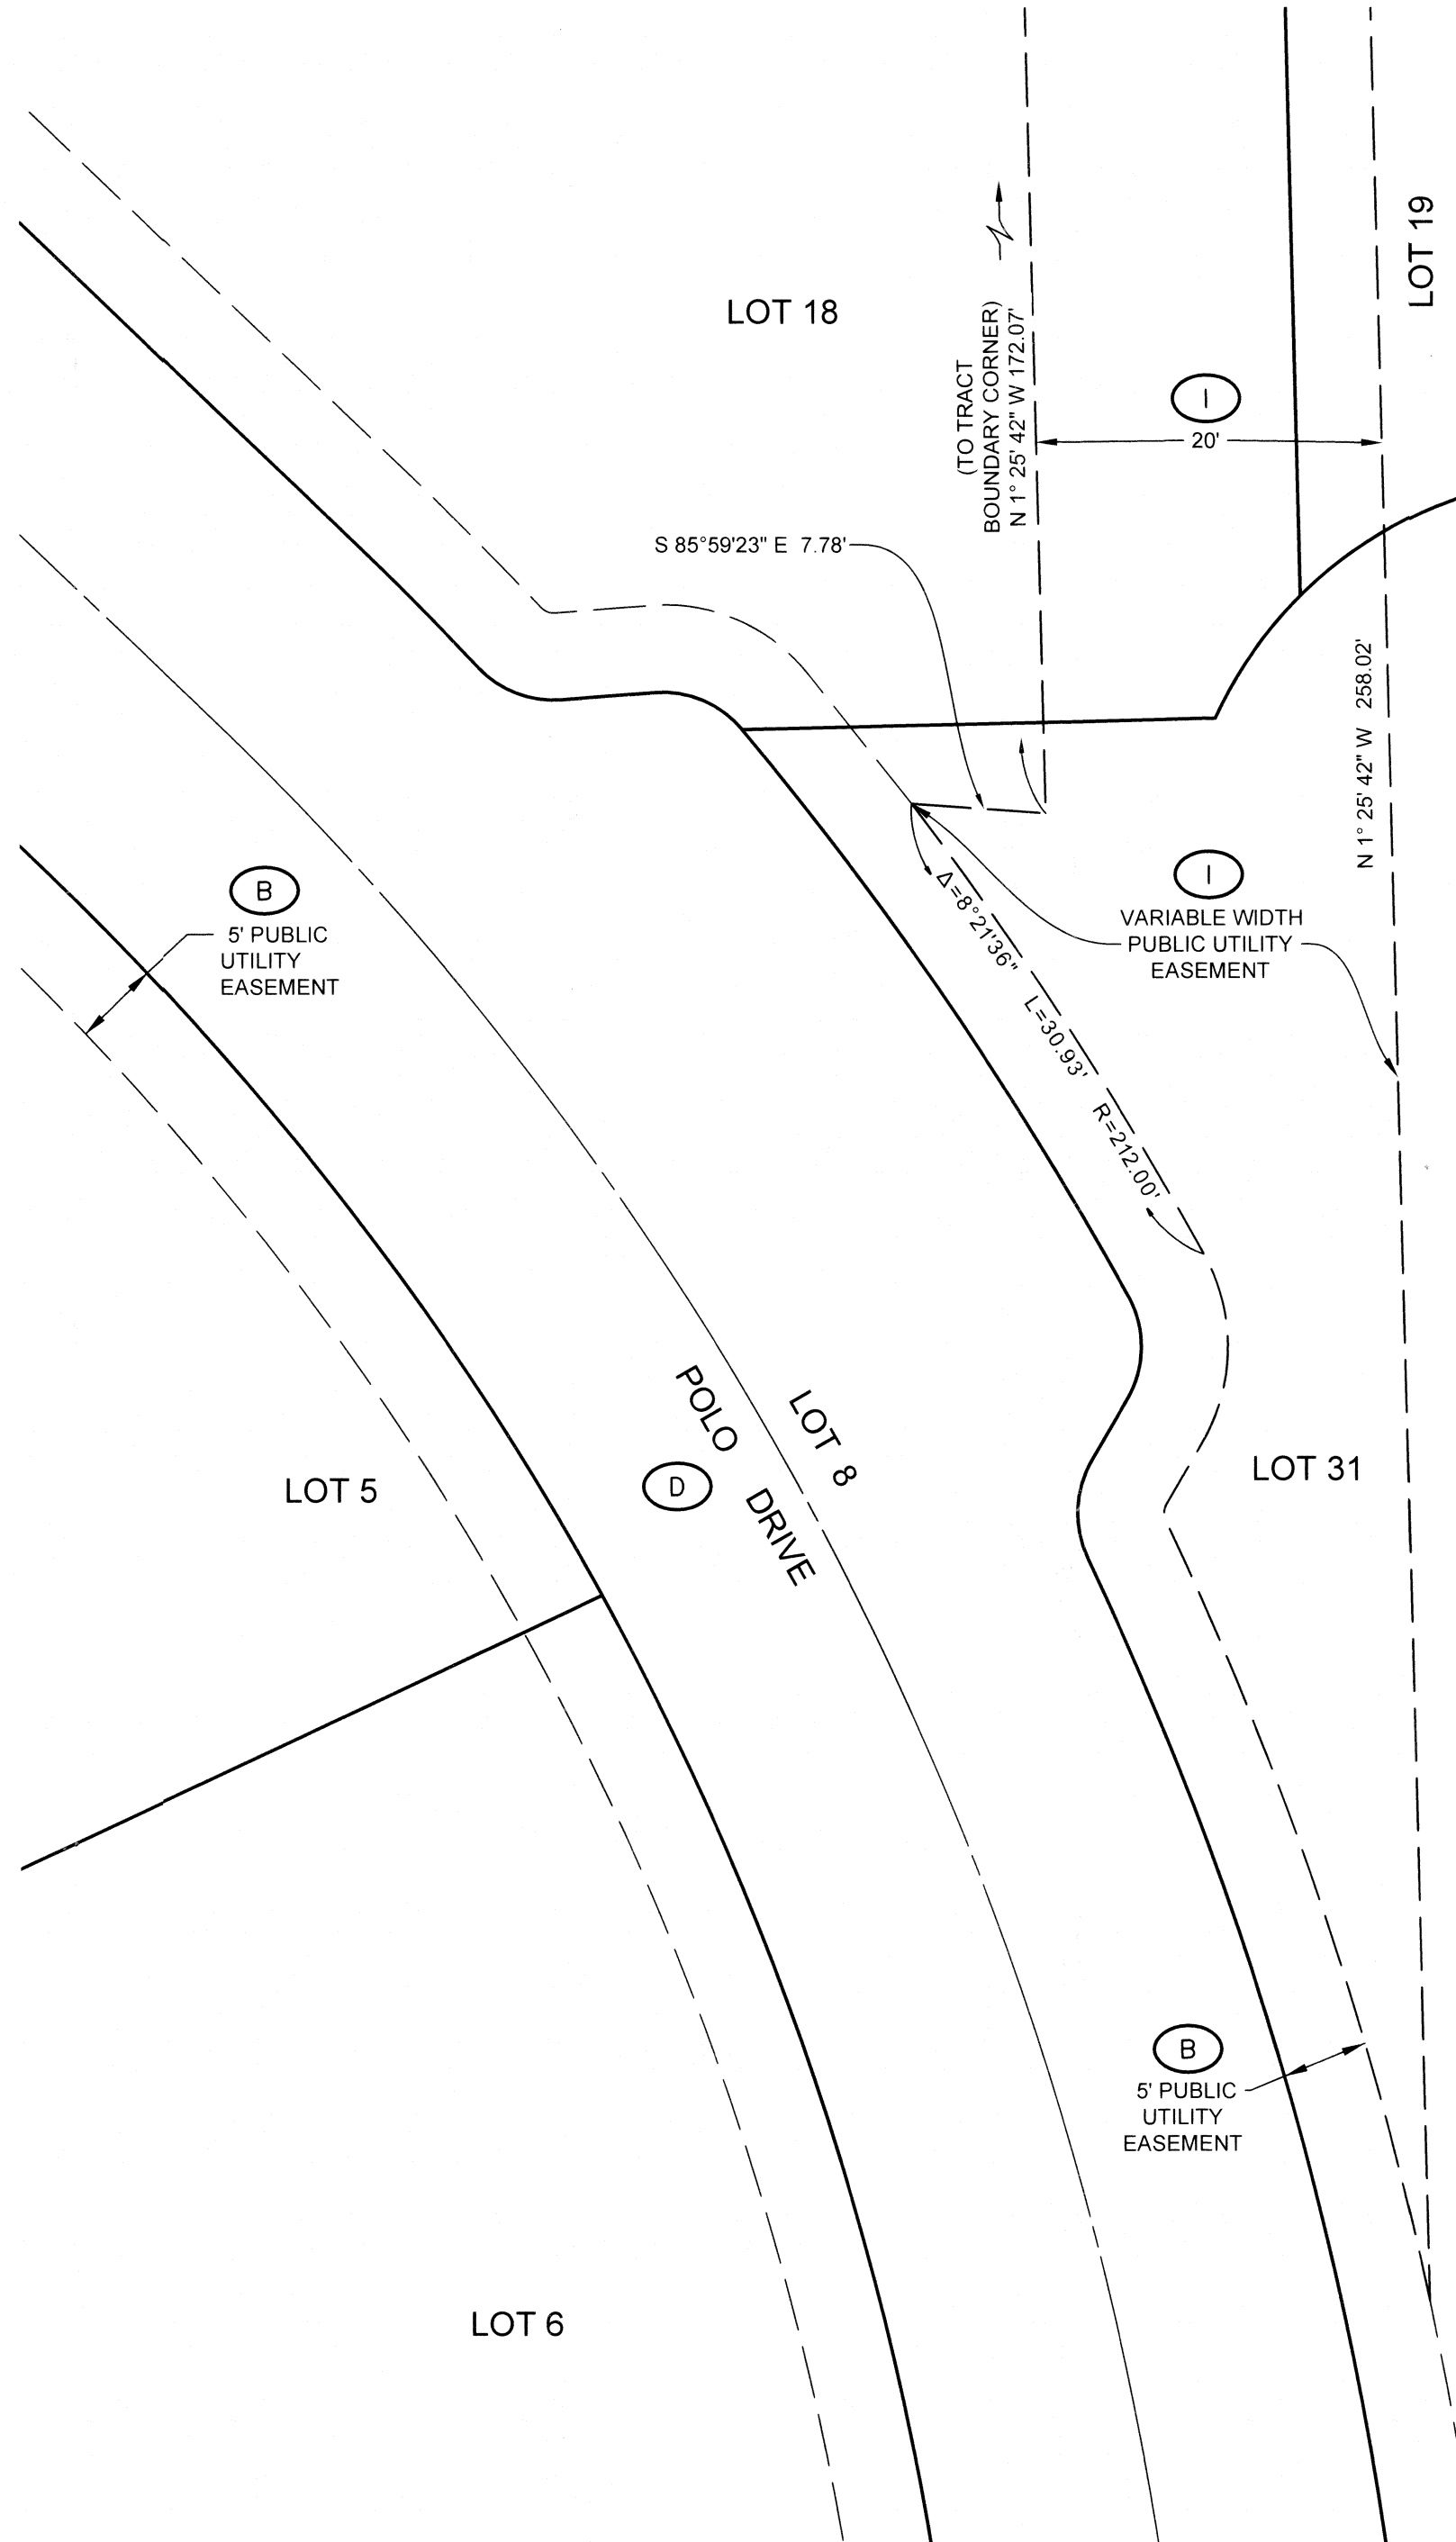 LOT 19
LOT 18
(TO TRACT
BOUNDARY CORNER)
N 1° 25' 42" W 172.07'
I
20'
S 85°59'23" E 7.78'
N 1° 25' 42" W 258.02'
B
5' PUBLIC
UTILITY
EASEMENT
I
VARIABLE WIDTH
PUBLIC UTILITY
EASEMENT
Δ=8°21'36" L=30.93' R=212.00'
LOT 8
POLO DRIVE
D
LOT 5
LOT 31
B
5' PUBLIC
UTILITY
EASEMENT
LOT 6